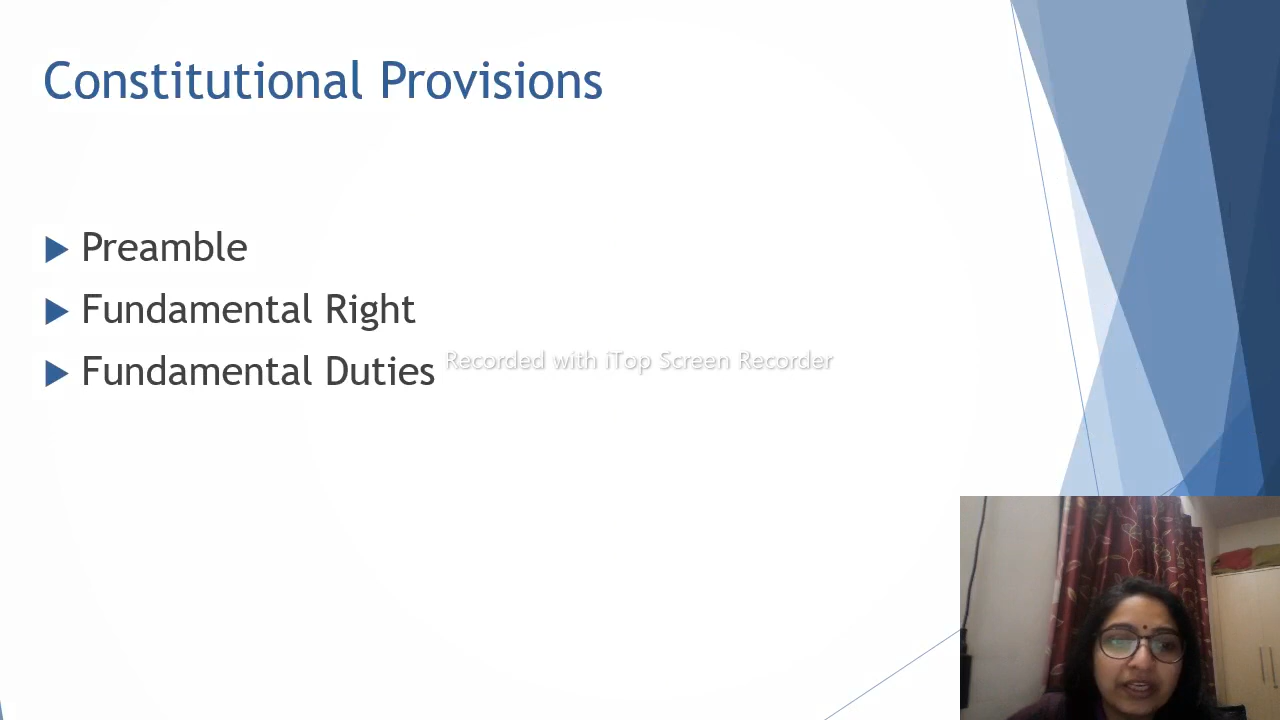 Constitutional Provisions
Preamble
Fundamental Right
Fundamental Duties
Recorded with iTop Screen Recorder